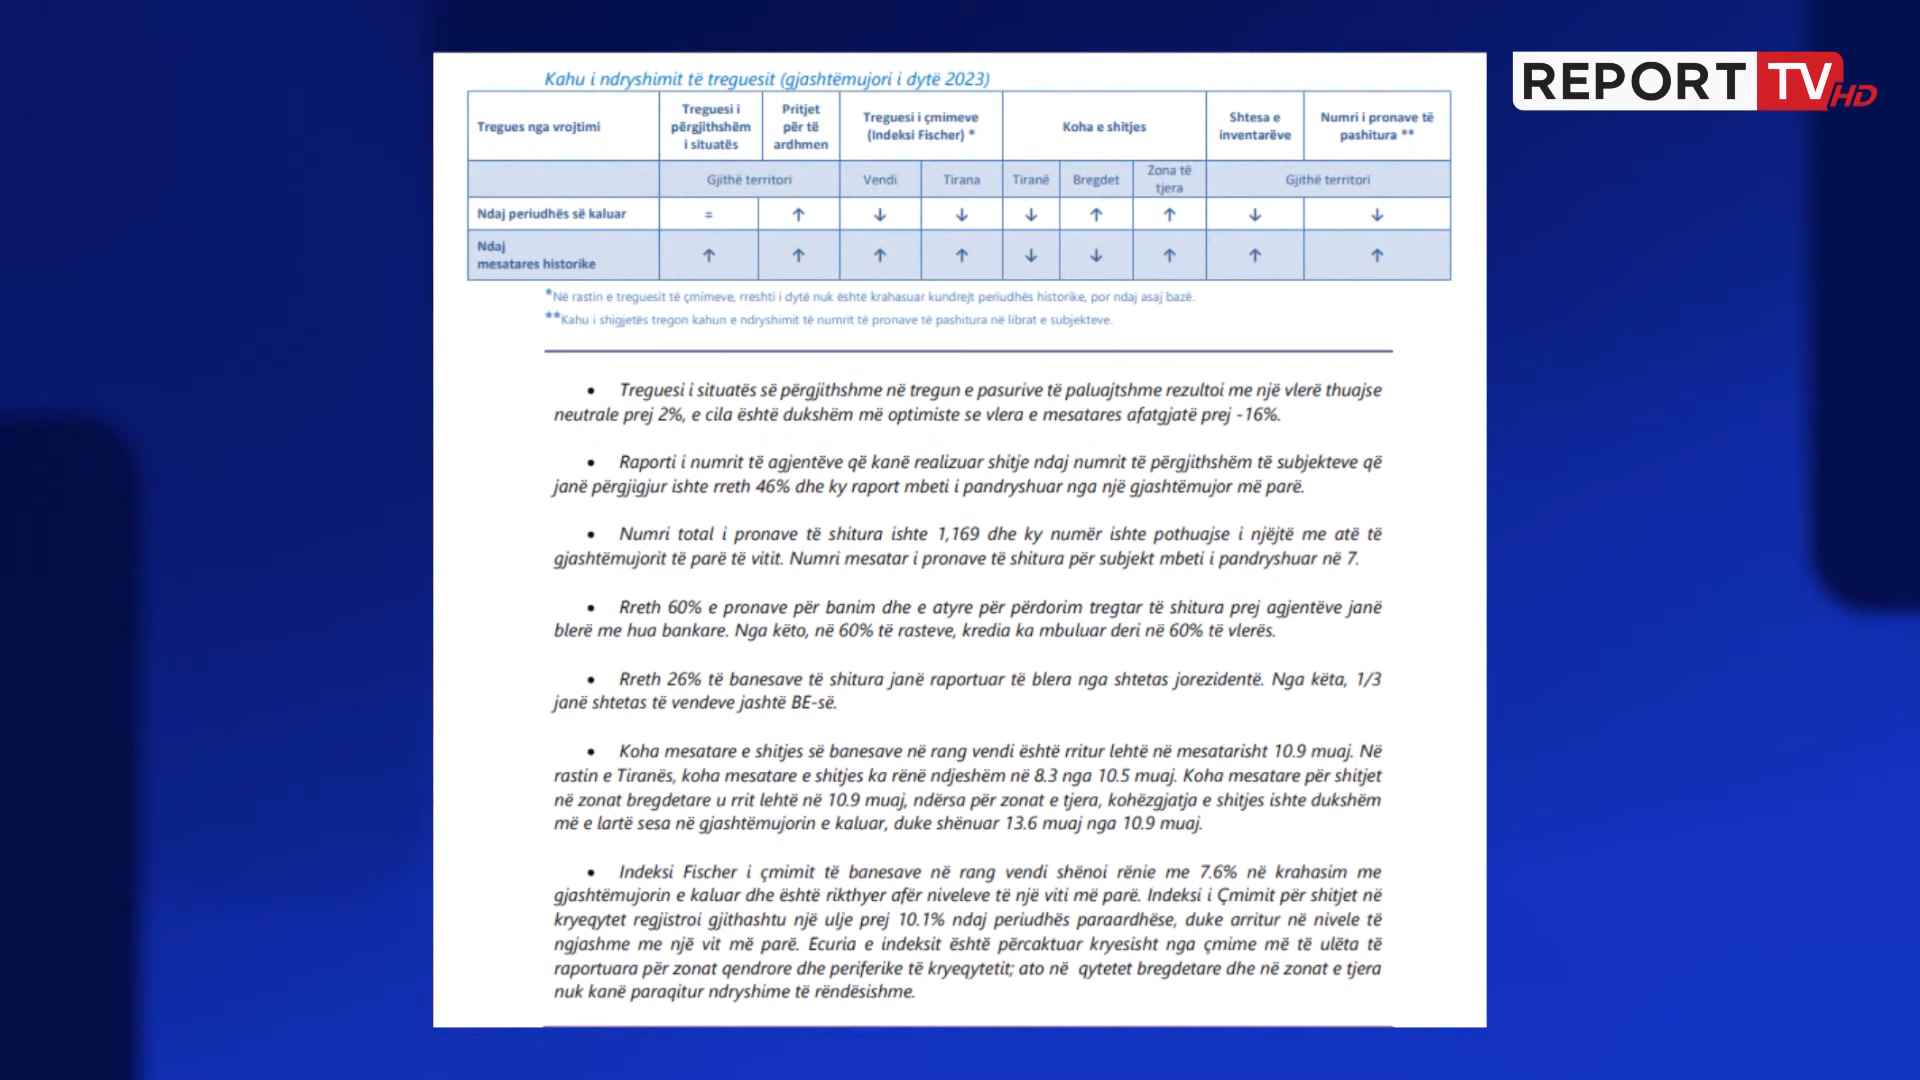 REPORT TV HD
Kahu i ndryshimit të treguesit (gjashtëmujori i dytë 2023)
Tregues nga vrojtimi
Treguesi i përgjithshëm i situatës
Pritjet për të ardhmen
Treguesi i çmimeve (Indeksi Fischer) *
Koha e shitjes
Shtesa e inventarëve
Numri i pronave të pashitura **
Gjithë territori Vendi Tirana Tiranë Bregdet Zona të tjera Gjithë territori
Ndaj periudhës së kaluar = ↑ ↓ ↓ ↓ ↑ ↑ ↓ ↓
Ndaj mesatares historike ↑ ↑ ↑ ↑ ↓ ↓ ↑ ↑ ↑
*Në rastin e treguesit të çmimeve, rreshti i dytë nuk është krahasuar kundrejt periudhës historike, por ndaj asaj bazë.
**Kahu i shigjetës tregon kahun e ndryshimit të numrit të pronave të pashitura në librat e subjekteve.
• Treguesi i situatës së përgjithshme në tregun e pasurive të paluajtshme rezultoi me një vlerë thuajse
neutrale prej 2%, e cila është dukshëm më optimiste se vlera e mesatares afatgjatë prej -16%.
• Raporti i numrit të agjentëve që kanë realizuar shitje ndaj numrit të përgjithshëm të subjekteve që
janë përgjigjur ishte rreth 46% dhe ky raport mbeti i pandryshuar nga një gjashtëmujor më parë.
• Numri total i pronave të shitura ishte 1,169 dhe ky numër ishte pothuajse i njëjtë me atë të
gjashtëmujorit të parë të vitit. Numri mesatar i pronave të shitura për subjekt mbeti i pandryshuar në 7.
• Rreth 60% e pronave për banim dhe e atyre për përdorim tregtar të shitura prej agjentëve janë
blerë me hua bankare. Nga këto, në 60% të rasteve, kredia ka mbuluar deri në 60% të vlerës.
• Rreth 26% të banesave të shitura janë raportuar të blera nga shtetas jorezidentë. Nga këta, 1/3
janë shtetas të vendeve jashtë BE-së.
• Koha mesatare e shitjes së banesave në rang vendi është rritur lehtë në mesatarisht 10.9 muaj. Në
rastin e Tiranës, koha mesatare e shitjes ka rënë ndjeshëm në 8.3 nga 10.5 muaj. Koha mesatare për shitjet
në zonat bregdetare u rrit lehtë në 10.9 muaj, ndërsa për zonat e tjera, kohëzgjatja e shitjes ishte dukshëm
më e lartë sesa në gjashtëmujorin e kaluar, duke shënuar 13.6 muaj nga 10.9 muaj.
• Indeksi Fischer i çmimit të banesave në rang vendi shënoi rënie me 7.6% në krahasim me
gjashtëmujorin e kaluar dhe është rikthyer afër niveleve të një viti më parë. Indeksi i Çmimit për shitjet në
kryeqytet regjistroi gjithashtu një ulje prej 10.1% ndaj periudhës paraardhëse, duke arritur në nivele të
ngjashme me një vit më parë. Ecuria e indeksit është përcaktuar kryesisht nga çmime më të ulëta të
raportuara për zonat qendrore dhe periferike të kryeqytetit; ato në qytetet bregdetare dhe në zonat e tjera
nuk kanë paraqitur ndryshime të rëndësishme.